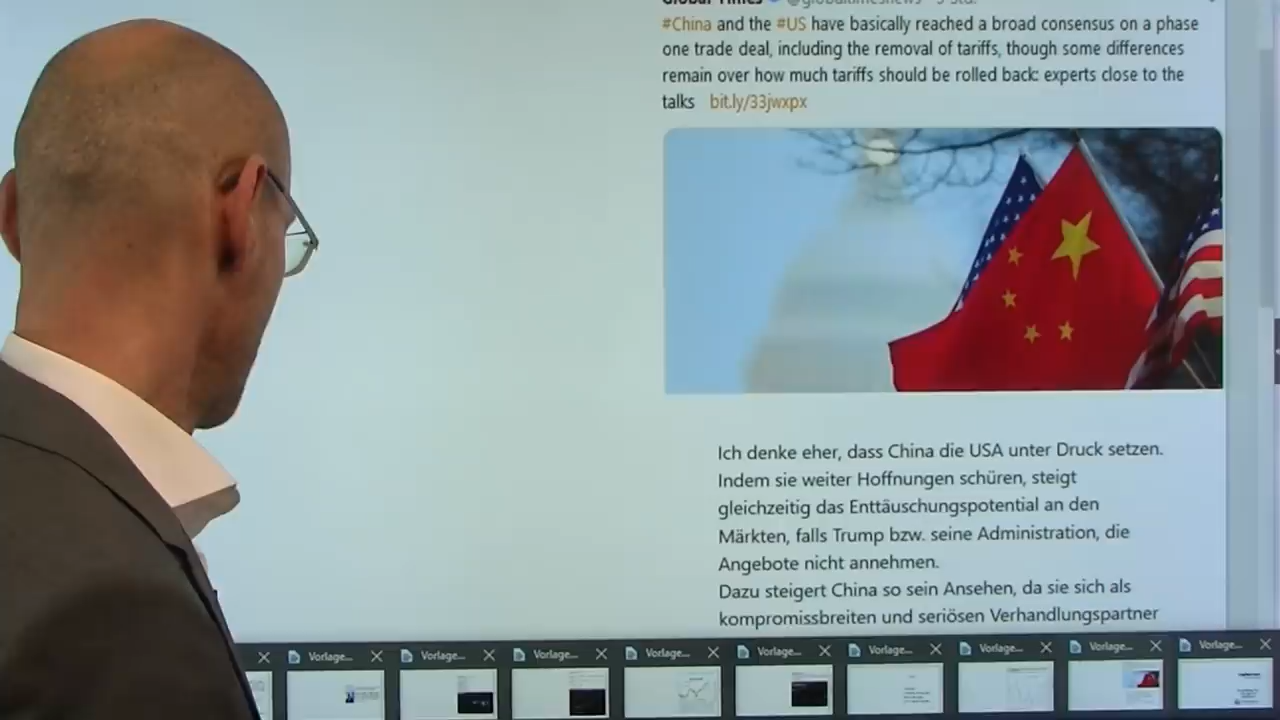 Global Times @globaltimesnews
#China and the #US have basically reached a broad consensus on a phase
one trade deal, including the removal of tariffs, though some differences
remain over how much tariffs should be rolled back: experts close to the
talks bit.ly/33jwxpx
Ich denke eher, dass China die USA unter Druck setzen.
Indem sie weiter Hoffnungen schüren, steigt
gleichzeitig das Enttäuschungspotential an den
Märkten, falls Trump bzw. seine Administration, die
Angebote nicht annehmen.
Dazu steigert China so sein Ansehen, da sie sich als
kompromissbreiten und seriösen Verhandlungspartner
Vorlage... Vorlage... Vorlage... Vorlage... Vorlage... Vorlage... Vorlage... Vorlage... Vorlage...